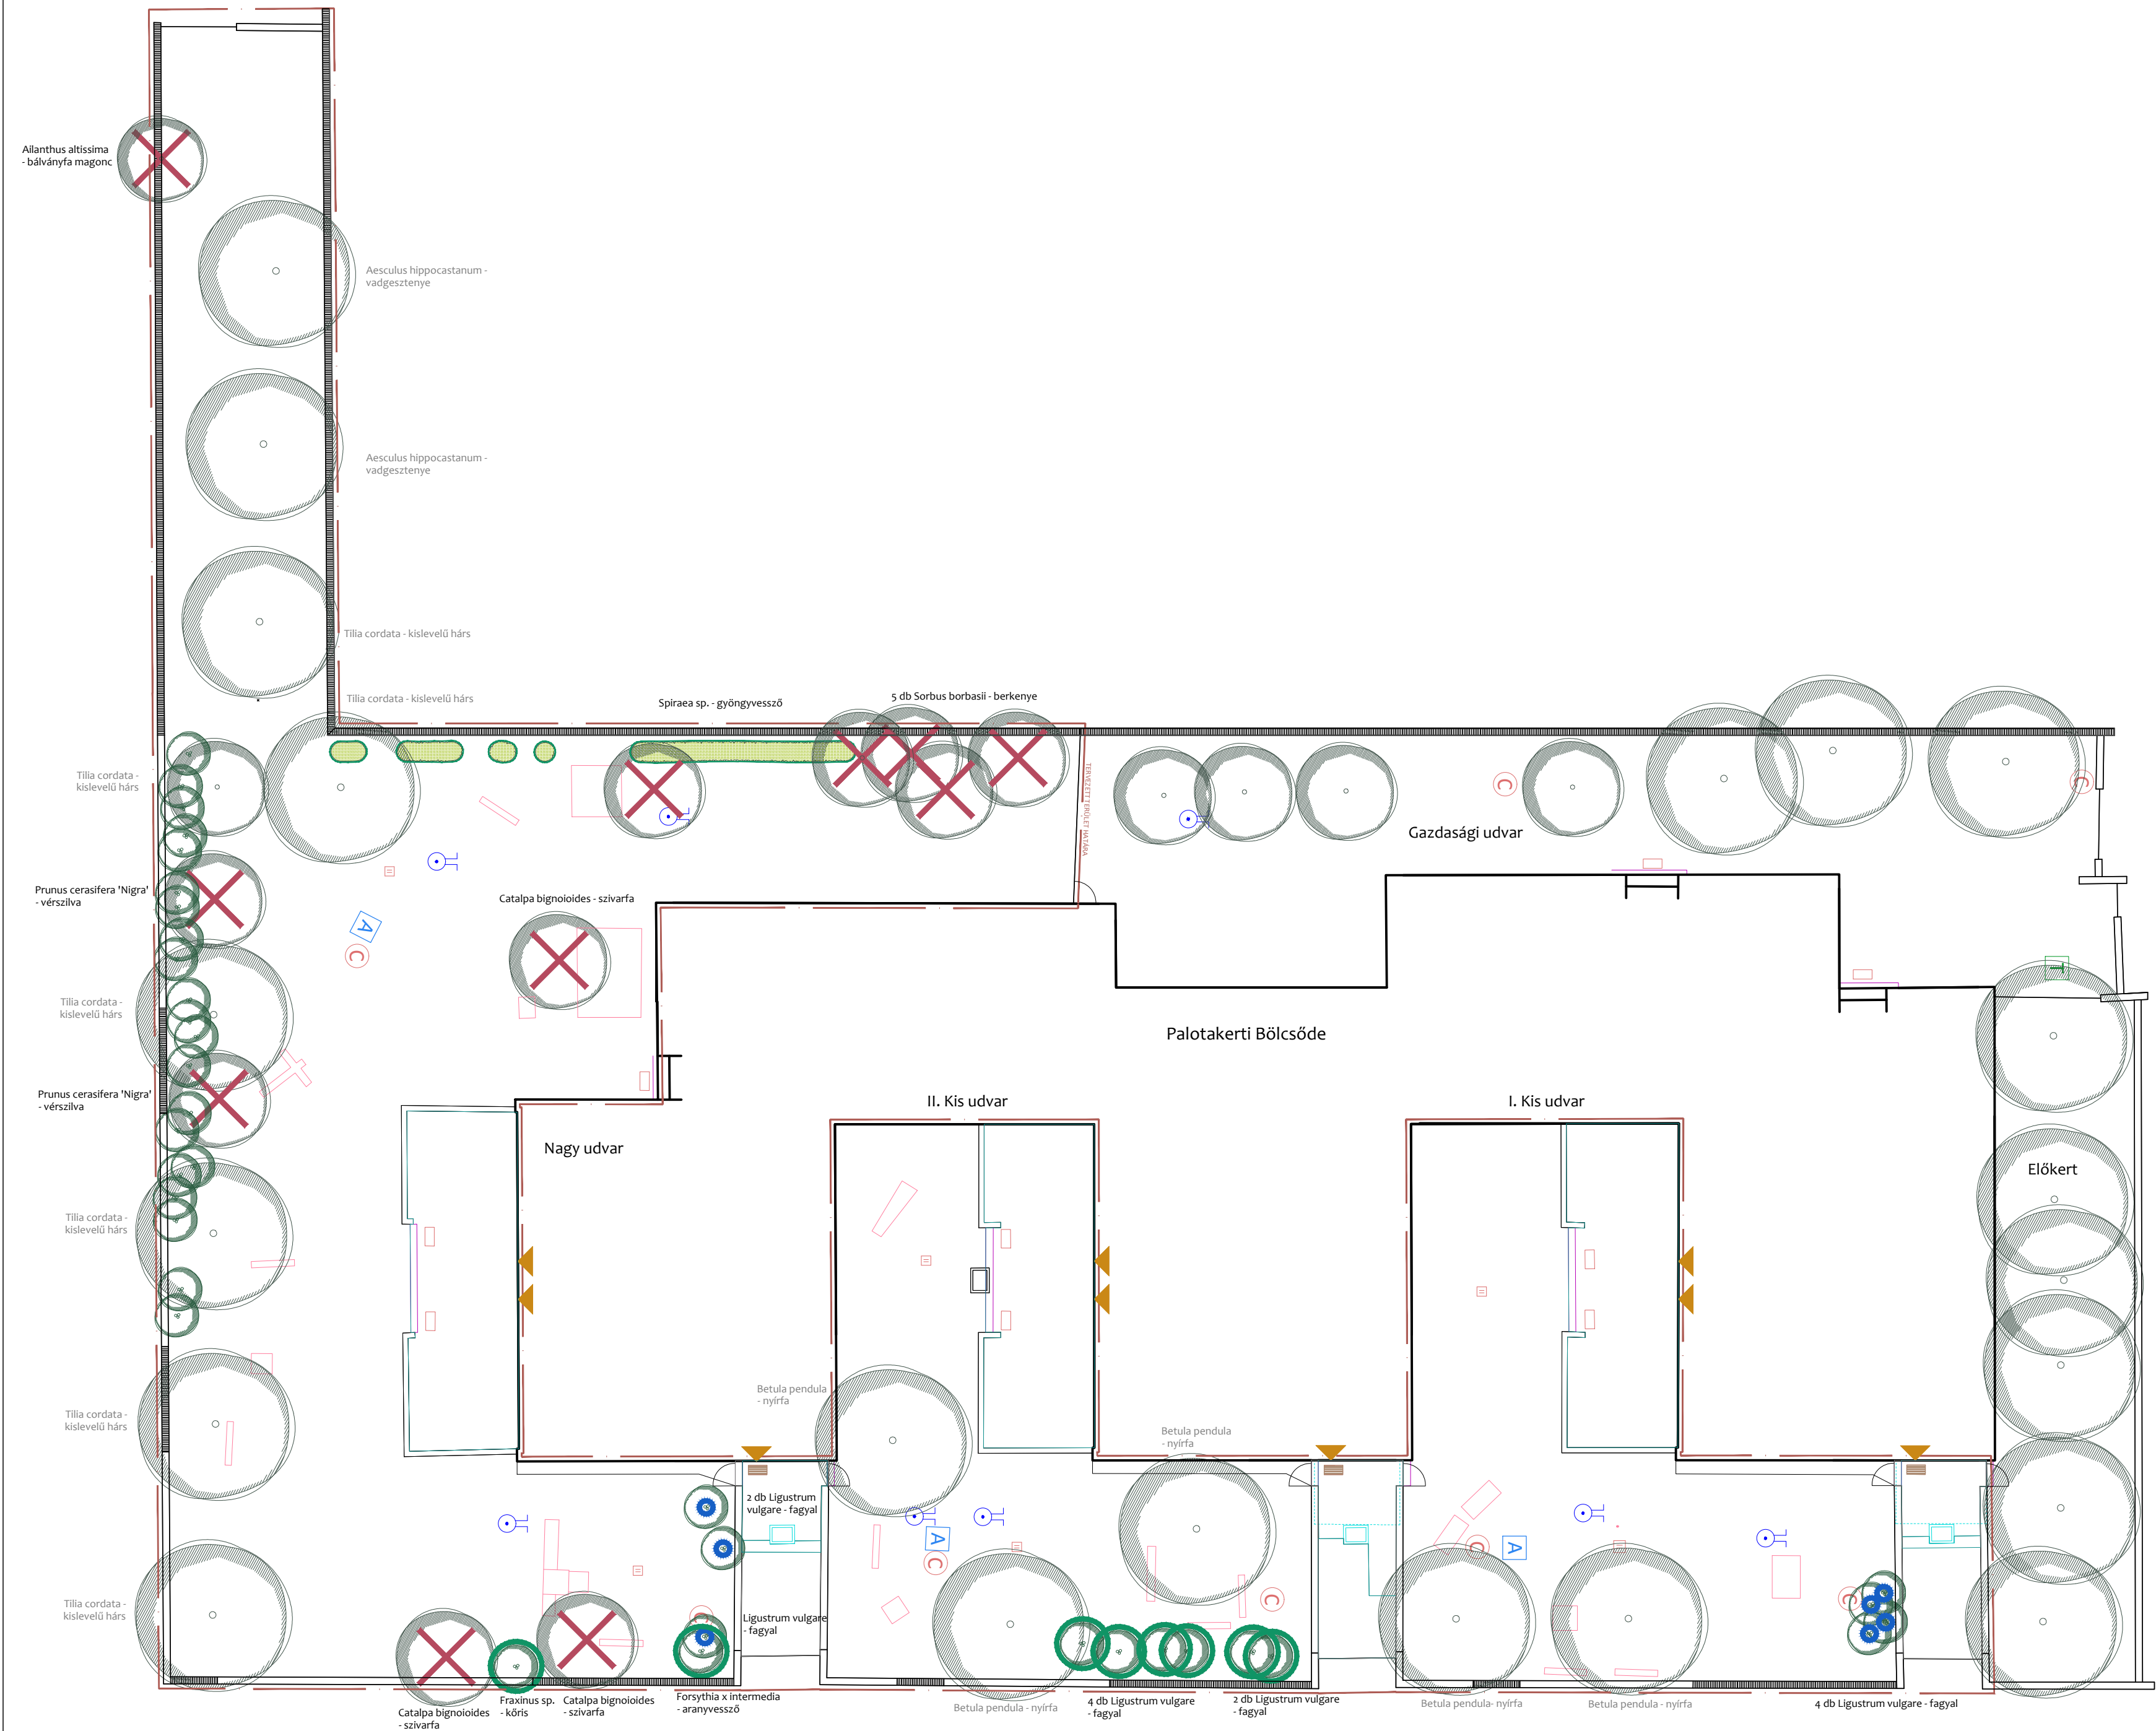 Ailanthus altissima
- bálványfa magonc
Aesculus hippocastanum -
vadgesztenye
Aesculus hippocastanum -
vadgesztenye
Tilia cordata - kislevelű hárs
Tilia cordata - kislevelű hárs
Spiraea sp. - gyöngyvessző
5 db Sorbus borbasii - berkenye
Tilia cordata -
kislevelű hárs
TERVEZETT TERÜLET HATÁRA
C
C
Gazdasági udvar
Prunus cerasifera 'Nigra'
- vérszilva
Catalpa bignoioides - szivarfa
A
C
T
Tilia cordata -
kislevelű hárs
Palotakerti Bölcsőde
Prunus cerasifera 'Nigra'
- vérszilva
II. Kis udvar
I. Kis udvar
Nagy udvar
Előkert
Tilia cordata -
kislevelű hárs
Betula pendula
- nyírfa
Tilia cordata -
kislevelű hárs
Betula pendula
- nyírfa
2 db Ligustrum
vulgare - fagyal
A
C
C
A
C
C
C
Tilia cordata -
kislevelű hárs
Ligustrum vulgare
- fagyal
Catalpa bignoioides
- szivarfa
Fraxinus sp.
- kőris
Catalpa bignoioides
- szivarfa
Forsythia x intermedia
- aranyvessző
Betula pendula - nyírfa
4 db Ligustrum vulgare
- fagyal
2 db Ligustrum vulgare
- fagyal
Betula pendula- nyírfa
Betula pendula - nyírfa
4 db Ligustrum vulgare - fagyal